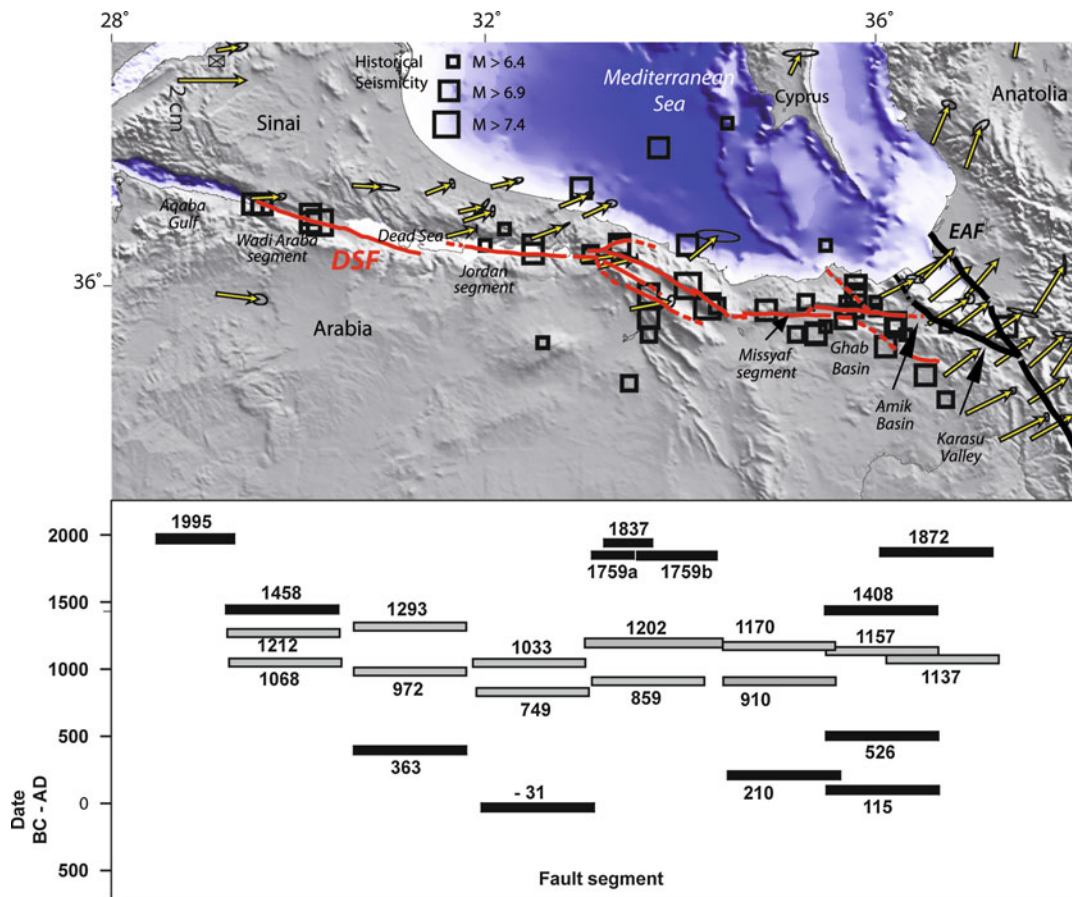 28°
32°
36°
Historical
Seismicity
M > 6.4
M > 6.9
M > 7.4
Mediterranean
Sea
Cyprus
Anatolia
2cm
Sinai
Aqaba
Gulf
Wadi Araba
segment
DSF
Dead Sea
Jordan
segment
EAF
36°
Arabia
Missyaf
segment
Ghab
Basin
Amik
Basin
Karasu
Valley
2000
1500
1000
500
0
500
Date
BC - AD
1995
1837
1872
1759a
1759b
1458
1293
1408
1212
1033
1202
1170
1157
1068
972
1137
749
859
910
363
526
- 31
210
115
Fault segment